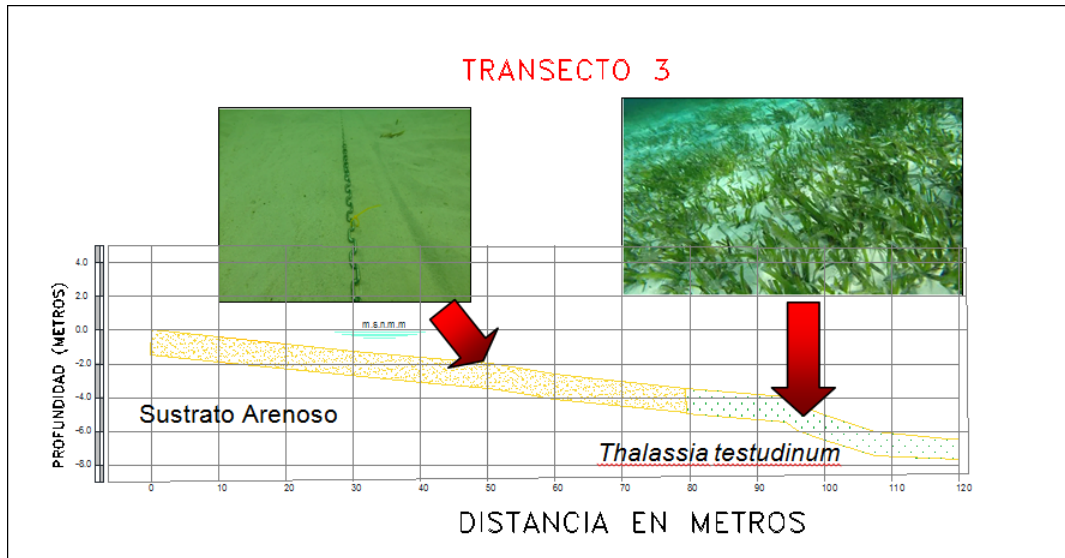 TRANSECTO 3
PROFUNDIDAD (METROS)
4.0
2.0
0.0
-2.0
-4.0
-6.0
-8.0
m.s.n.m.m
Sustrato Arenoso
Thalassia testudinum
0 10 20 30 40 50 60 70 80 90 100 110 120
DISTANCIA EN METROS